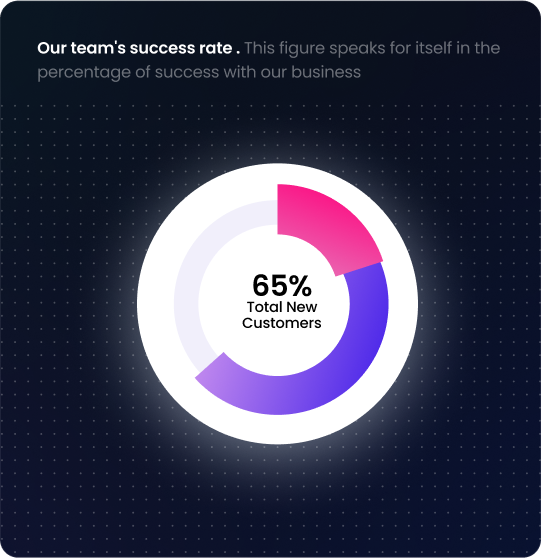 Our team's success rate . This figure speaks for itself in the
percentage of success with our business
65%
Total New
Customers